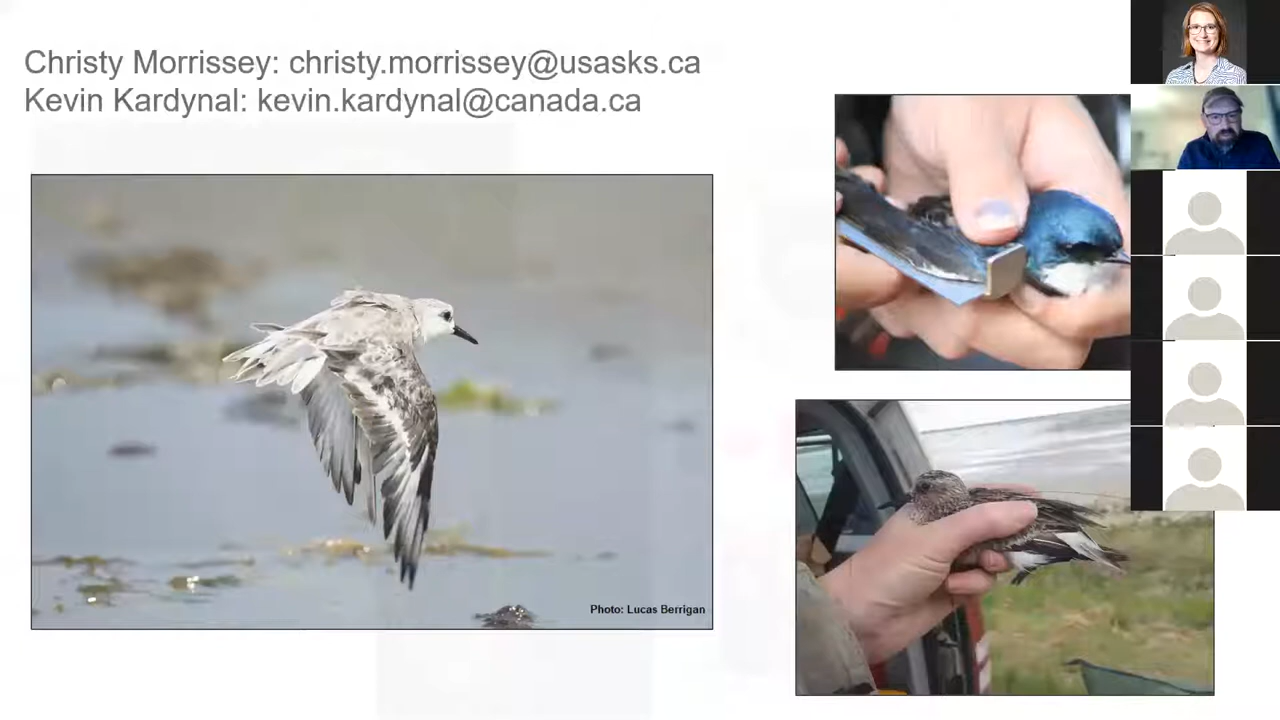 Christy Morrissey: christy.morrissey@usasks.ca
Kevin Kardynal: kevin.kardynal@canada.ca
Photo: Lucas Berrigan